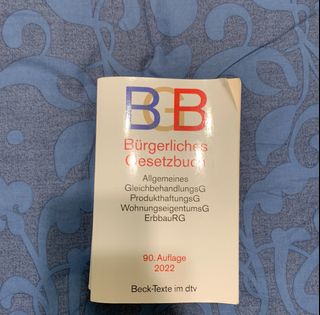 BGB
Bürgerliches
Gesetzbuch
Allgemeines
GleichbehandlungsG
ProdukthaftungsG
WohnungseigentumsG
ErbbauRG
90. Auflage
2022
Beck-Texte im dtv